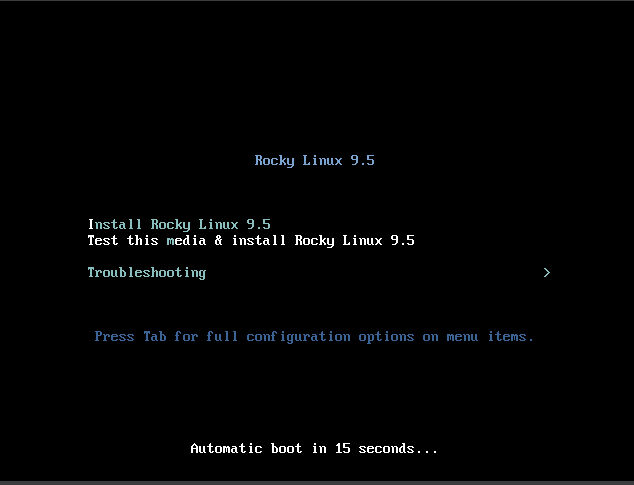 Rocky Linux 9.5
Install Rocky Linux 9.5
Test this media & install Rocky Linux 9.5
Troubleshooting >
Press Tab for full configuration options on menu items.
Automatic boot in 15 seconds...